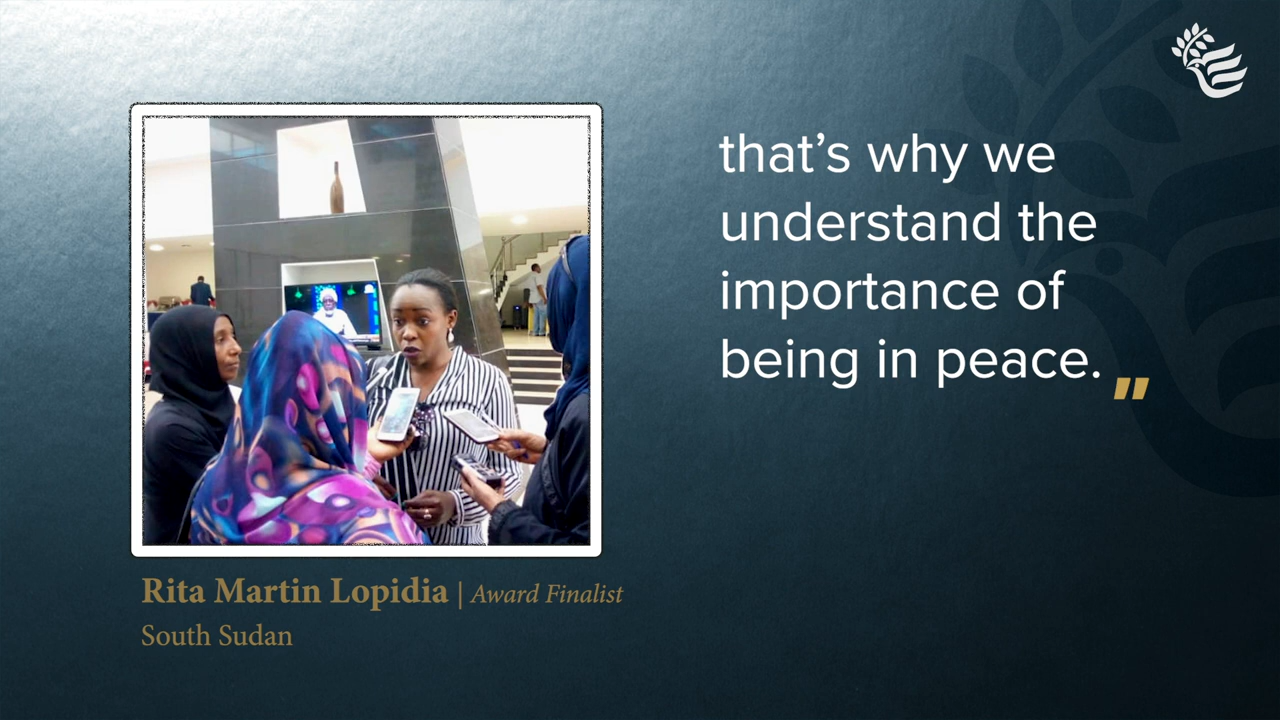 that’s why we
understand the
importance of
being in peace."
Rita Martin Lopidia | Award Finalist
South Sudan